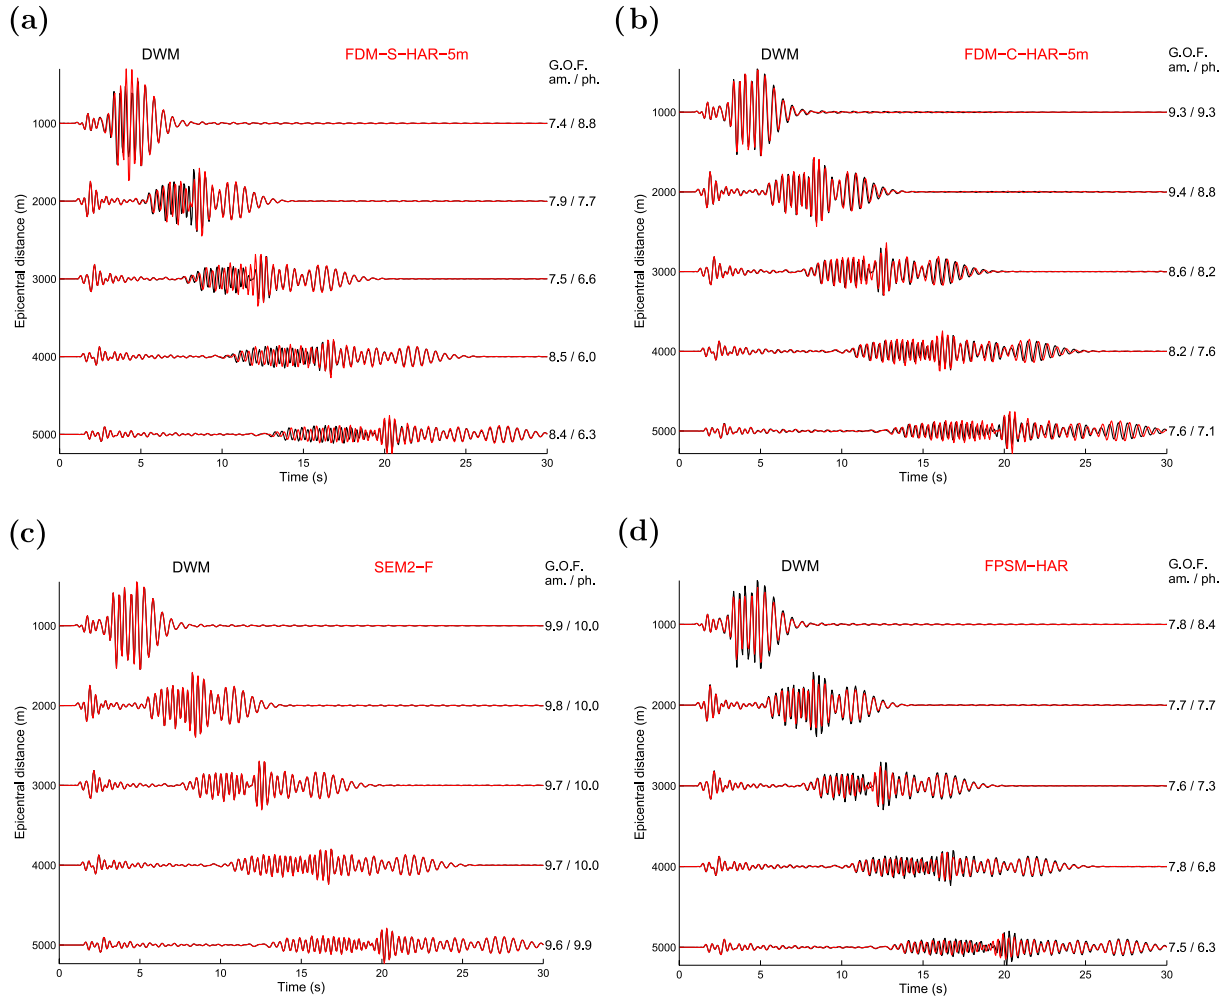 (a)
DWM FDM-S-HAR-5m G.O.F.
am. / ph.
1000 7.4 / 8.8
2000 7.9 / 7.7
3000 7.5 / 6.6
4000 8.5 / 6.0
5000 8.4 / 6.3
Epicentral distance (m)
0 5 10 15 20 25 30
Time (s)
(b)
DWM FDM-C-HAR-5m G.O.F.
am. / ph.
1000 9.3 / 9.3
2000 9.4 / 8.8
3000 8.6 / 8.2
4000 8.2 / 7.6
5000 7.6 / 7.1
Epicentral distance (m)
0 5 10 15 20 25 30
Time (s)
(c)
DWM SEM2-F G.O.F.
am. / ph.
1000 9.9 / 10.0
2000 9.8 / 10.0
3000 9.7 / 10.0
4000 9.7 / 10.0
5000 9.6 / 9.9
Epicentral distance (m)
0 5 10 15 20 25 30
Time (s)
(d)
DWM FPSM-HAR G.O.F.
am. / ph.
1000 7.8 / 8.4
2000 7.7 / 7.7
3000 7.6 / 7.3
4000 7.8 / 6.8
5000 7.5 / 6.3
Epicentral distance (m)
0 5 10 15 20 25 30
Time (s)